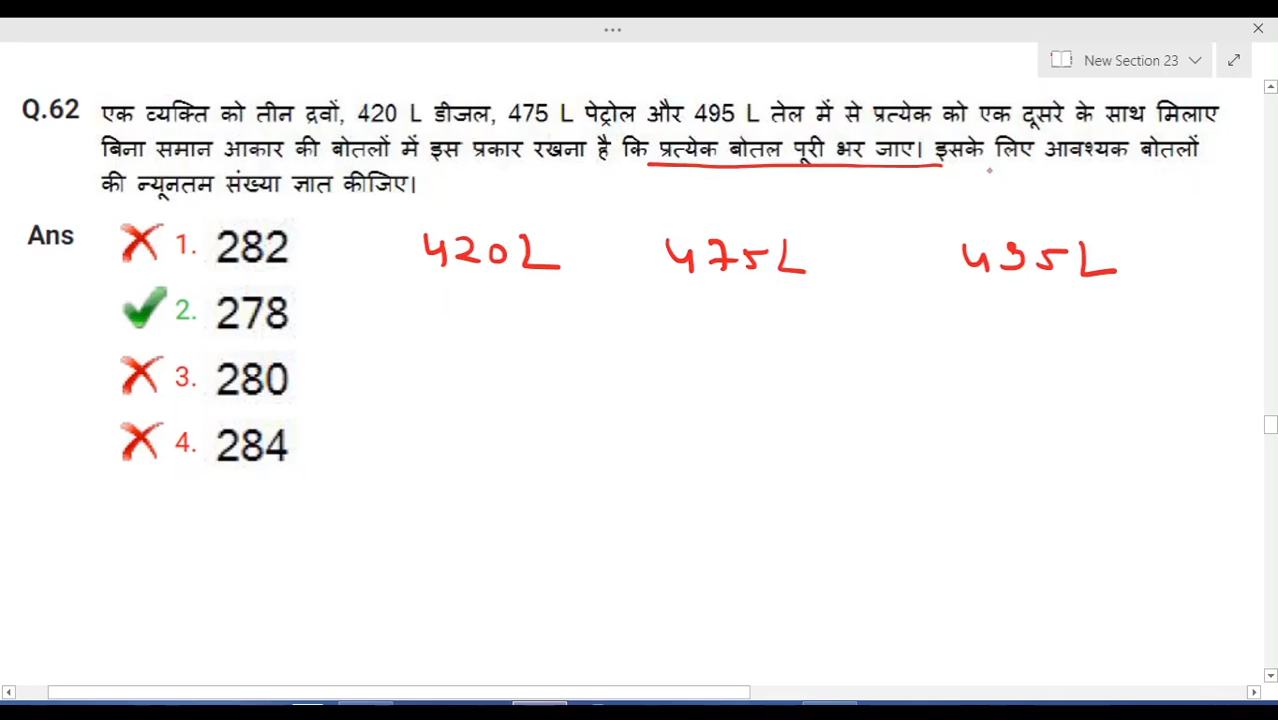 ...
New Section 23
Q.62 एक व्यक्ति को तीन द्रवों, 420 L डीजल, 475 L पेट्रोल और 495 L तेल में से प्रत्येक को एक दूसरे के साथ मिलाए
बिना समान आकार की बोतलों में इस प्रकार रखना है कि प्रत्येक बोतल पूरी भर जाए। इसके लिए आवश्यक बोतलों
की न्यूनतम संख्या ज्ञात कीजिए।
Ans 1. 282
420L 475L 495L
2. 278
3. 280
4. 284